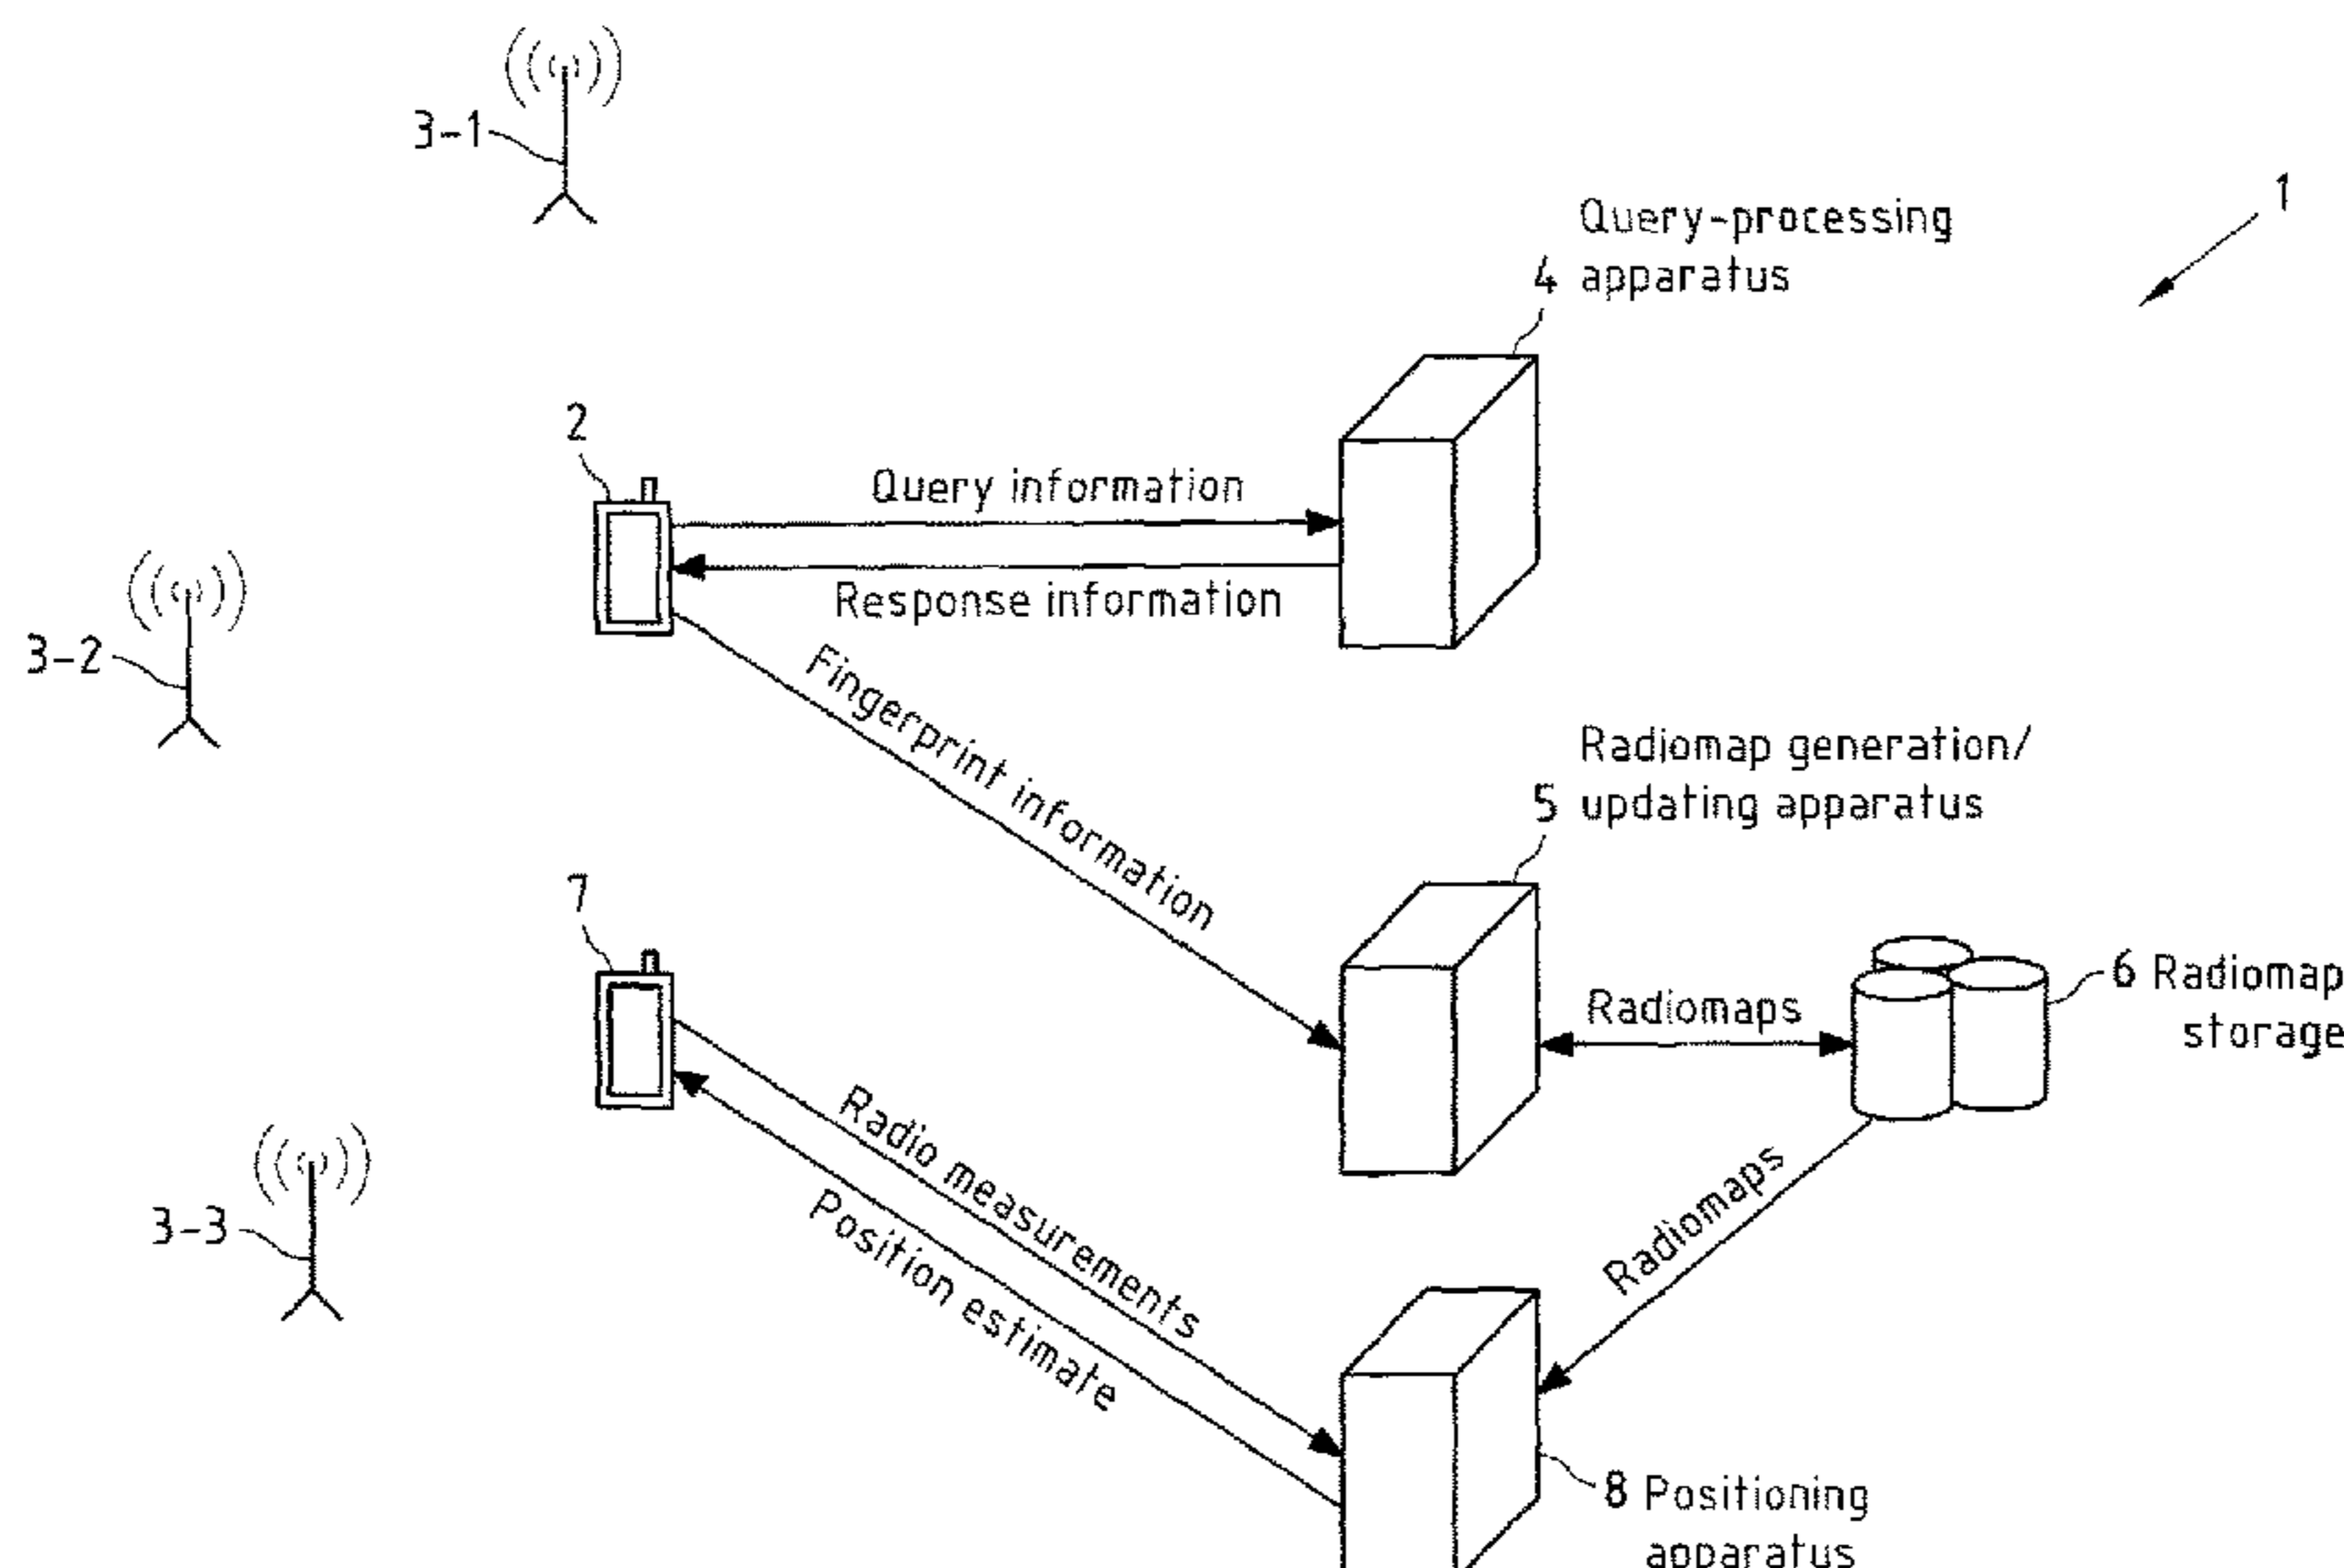 3-1
1
Query-processing
4 apparatus
2
Query information
Response information
3-2
Fingerprint information
Radiomap generation/
5 updating apparatus
7
Radiomaps
6 Radiomap
storage
Radio measurements
Position estimate
Radiomaps
3-3
8 Positioning
apparatus